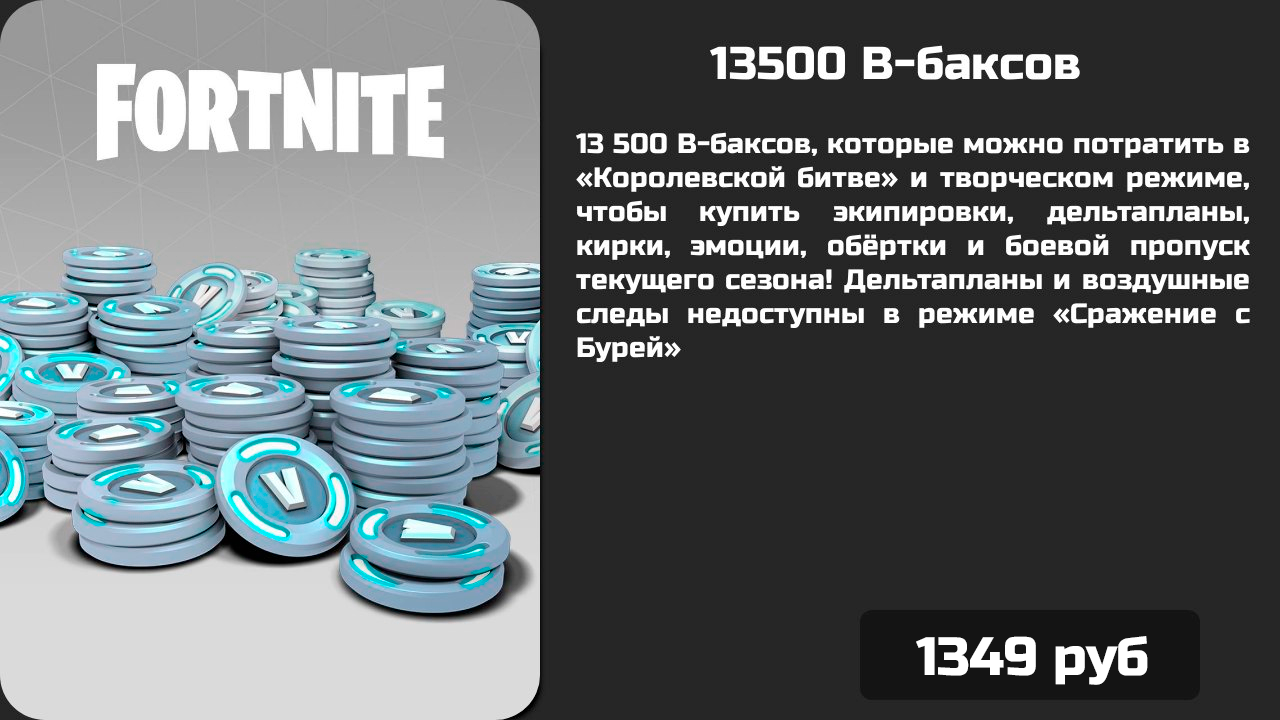 FORTNITE
13500 В-баксов
13 500 В-баксов, которые можно потратить в
«Королевской битве» и творческом режиме,
чтобы купить экипировки, дельтапланы,
кирки, эмоции, обёртки и боевой пропуск
текущего сезона! Дельтапланы и воздушные
следы недоступны в режиме «Сражение с
Бурей»
1349 руб